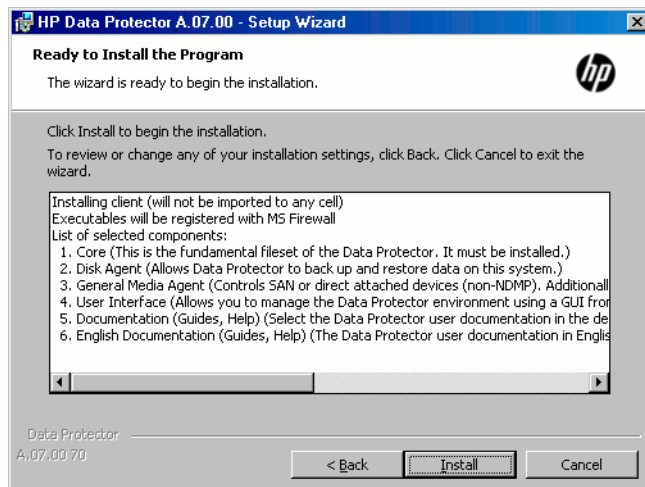 HP Data Protector A.07.00 - Setup Wizard
Ready to Install the Program
The wizard is ready to begin the installation.
hp
Click Install to begin the installation.
To review or change any of your installation settings, click Back. Click Cancel to exit the
wizard.
Installing client (will not be imported to any cell)
Executables will be registered with MS Firewall
List of selected components:
1. Core (This is the fundamental fileset of the Data Protector. It must be installed.)
2. Disk Agent (Allows Data Protector to back up and restore data on this system.)
3. General Media Agent (Controls SAN or direct attached devices (non-NDMP). Additionall
4. User Interface (Allows you to manage the Data Protector environment using a GUI fror
5. Documentation (Guides, Help) (Select the Data Protector user documentation in the de
6. English Documentation (Guides, Help) (The Data Protector user documentation in Englis
Data Protector
A.07.00 70
< Back
Install
Cancel